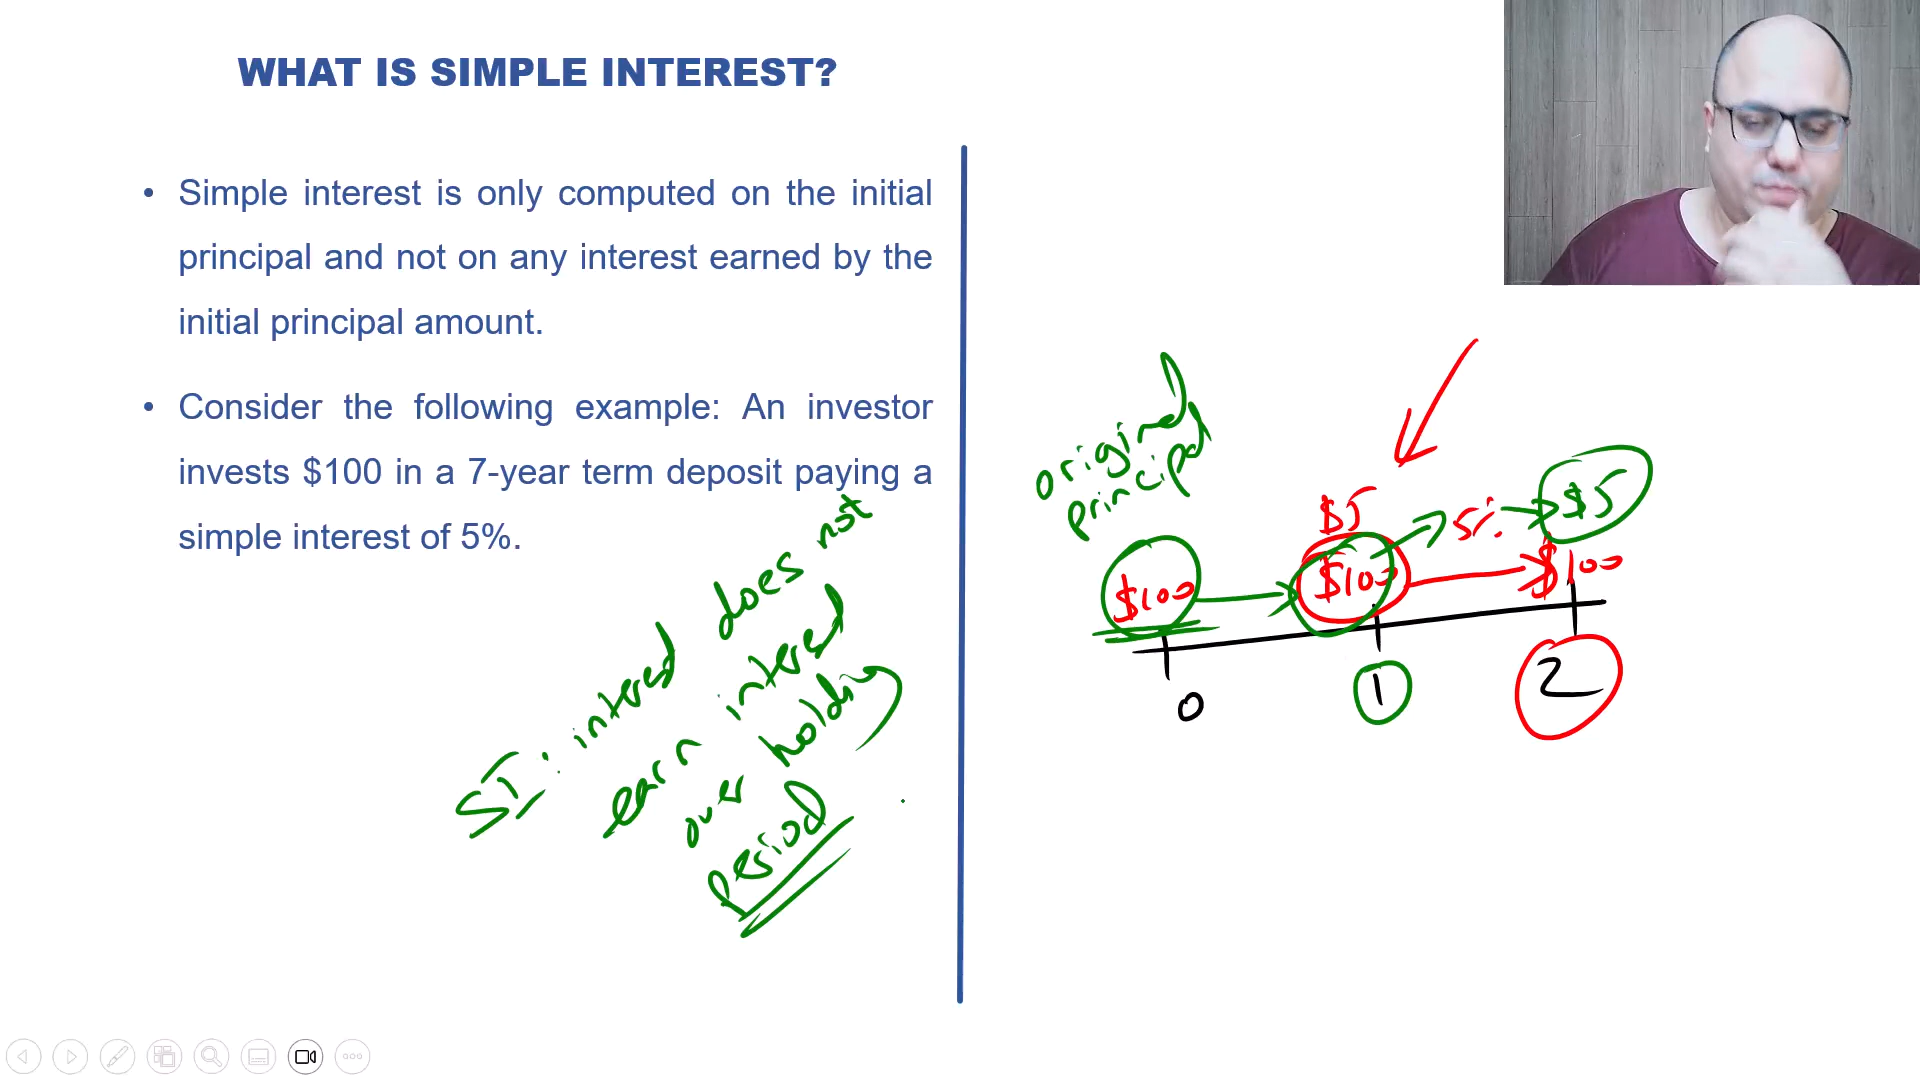 WHAT IS SIMPLE INTEREST?
• Simple interest is only computed on the initial
principal and not on any interest earned by the
initial principal amount.
• Consider the following example: An investor
invests $100 in a 7-year term deposit paying a
simple interest of 5%.
SI: interest does not
earn interest
over holding
period
original
principal
$5
5%
$5
$100
$100
$100
0
1
2